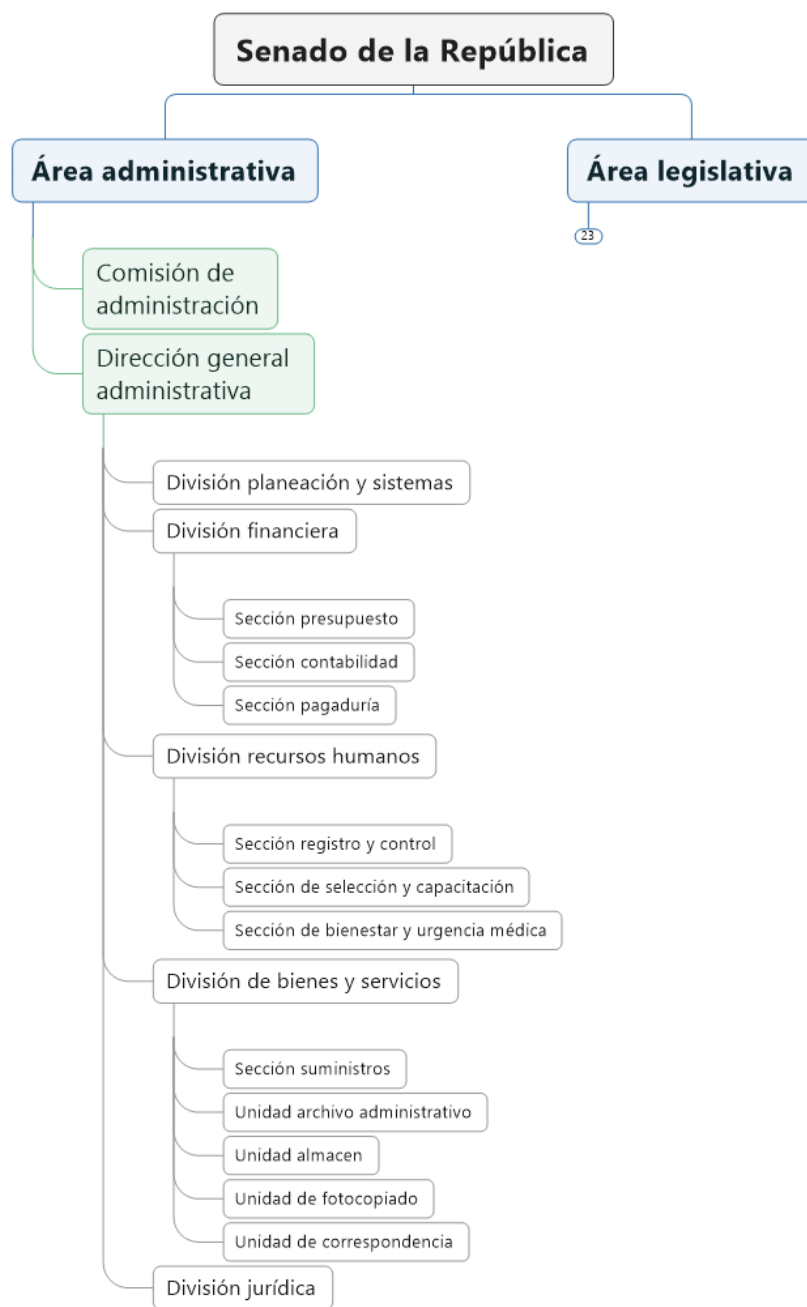 Senado de la República
Área administrativa
Área legislativa
23
Comisión de
administración
Dirección general
administrativa
División planeación y sistemas
División financiera
Sección presupuesto
Sección contabilidad
Sección pagaduría
División recursos humanos
Sección registro y control
Sección de selección y capacitación
Sección de bienestar y urgencia médica
División de bienes y servicios
Sección suministros
Unidad archivo administrativo
Unidad almacen
Unidad de fotocopiado
Unidad de correspondencia
División jurídica